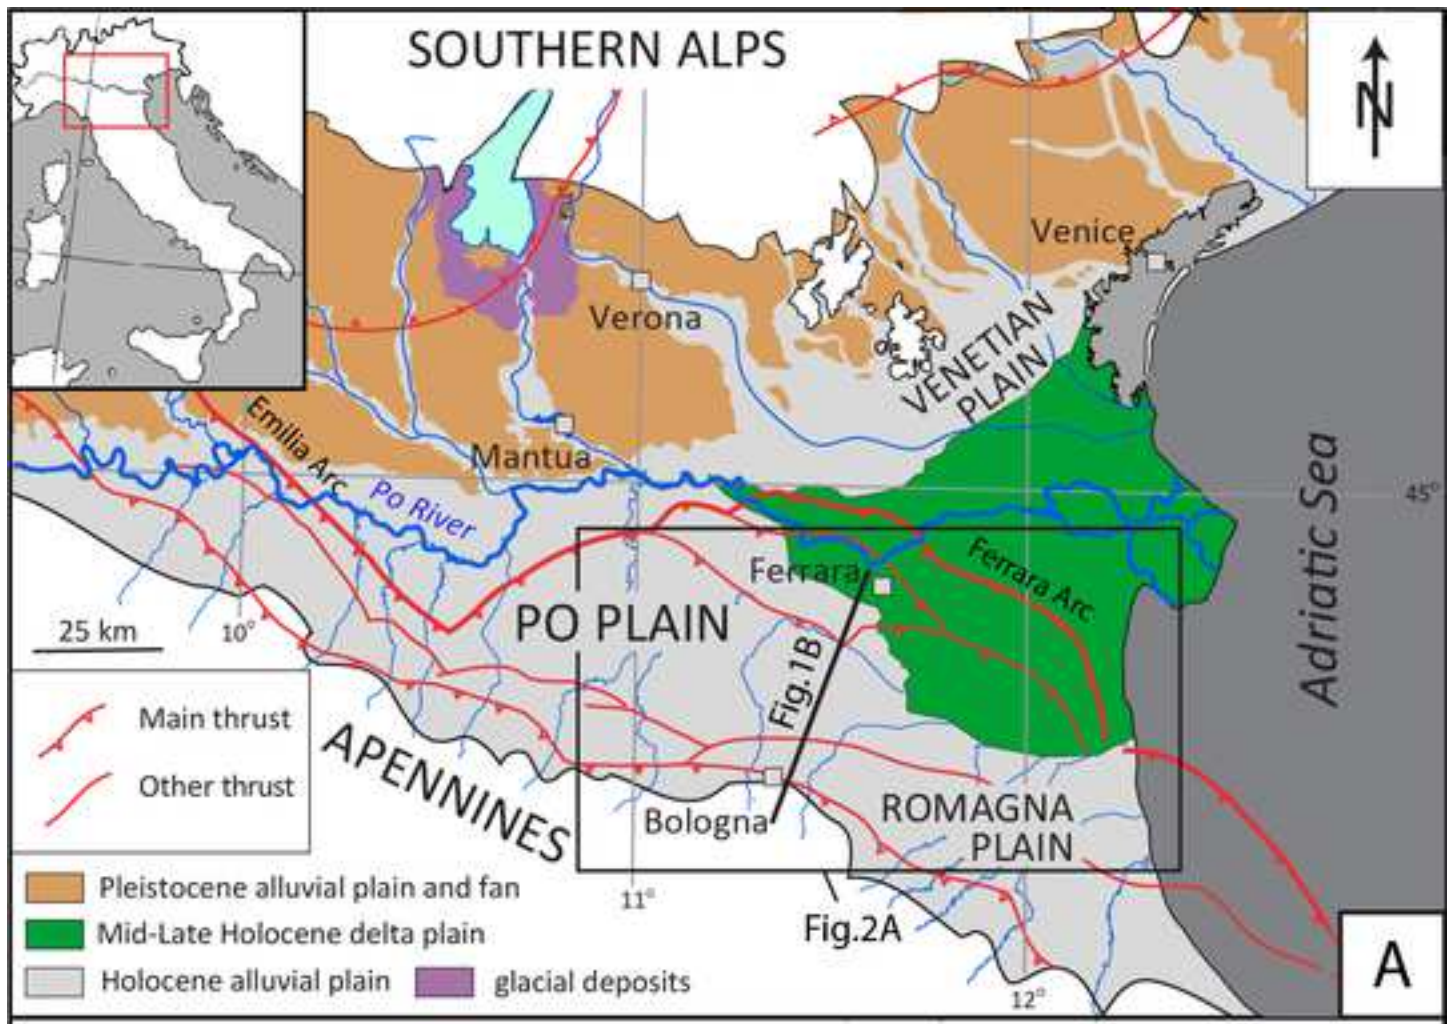 SOUTHERN ALPS
N
Venice
Verona
VENETIAN
PLAIN
Emilia Arc
Mantua
Po River
45°
Adriatic Sea
Ferrara
Ferrara Arc
PO PLAIN
25 km
10°
Fig.1B
Main thrust
Other thrust
APENNINES
Bologna
ROMAGNA
PLAIN
Pleistocene alluvial plain and fan
11°
Mid-Late Holocene delta plain
Fig.2A
Holocene alluvial plain
glacial deposits
12°
A